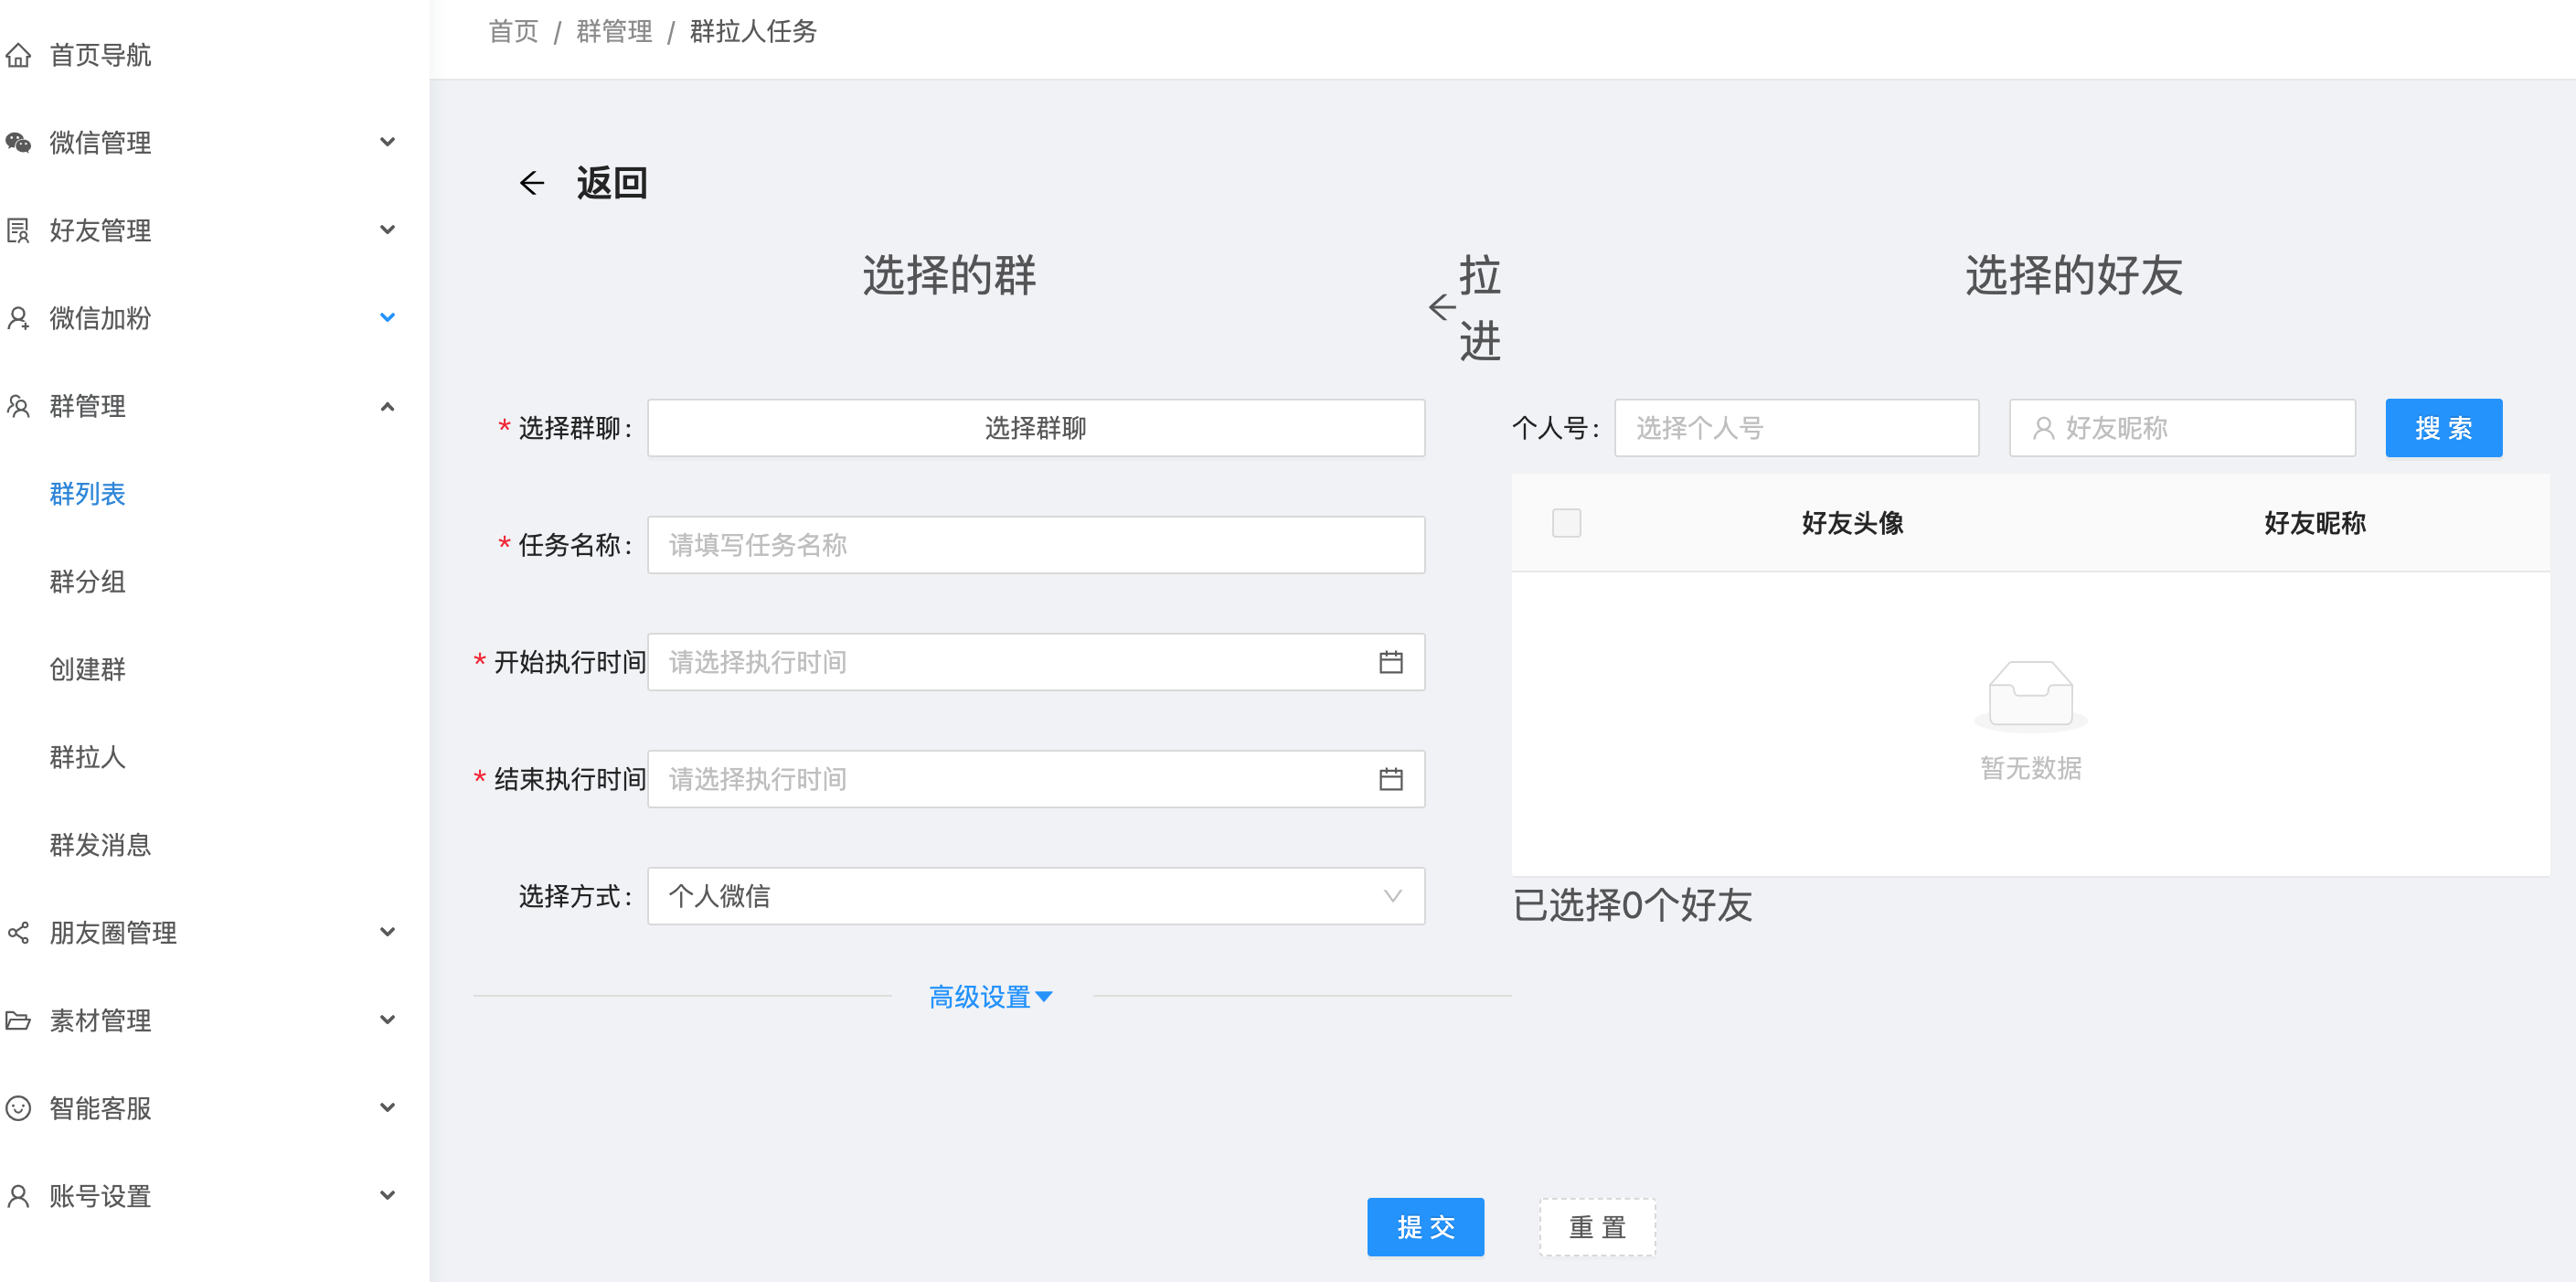 首页导航
微信管理
好友管理
微信加粉
群管理
群列表
群分组
创建群
群拉人
群发消息
朋友圈管理
素材管理
智能客服
账号设置
首页 / 群管理 / 群拉人任务
返回
选择的群
拉
进
选择的好友
* 选择群聊: 选择群聊
* 任务名称: 请填写任务名称
* 开始执行时间 请选择执行时间
* 结束执行时间 请选择执行时间
选择方式: 个人微信
高级设置
个人号: 选择个人号 好友昵称 搜 索
好友头像 好友昵称
暂无数据
已选择0个好友
提 交 重 置